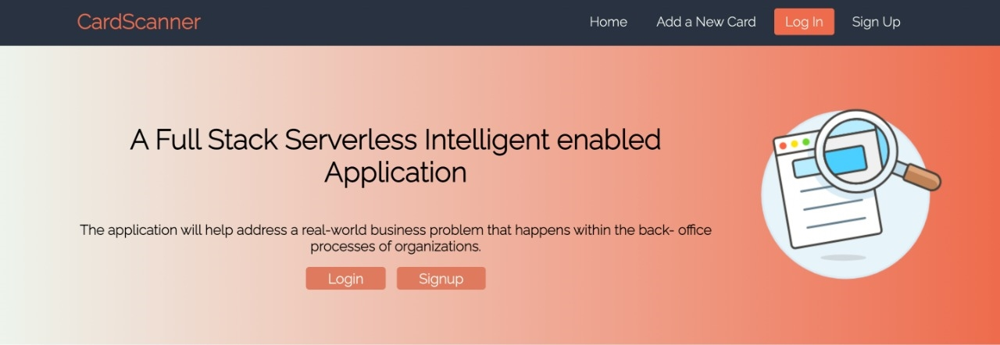 CardScanner
Home
Add a New Card
Log In
Sign Up
A Full Stack Serverless Intelligent enabled
Application
The application will help address a real-world business problem that happens within the back- office
processes of organizations.
Login
Signup